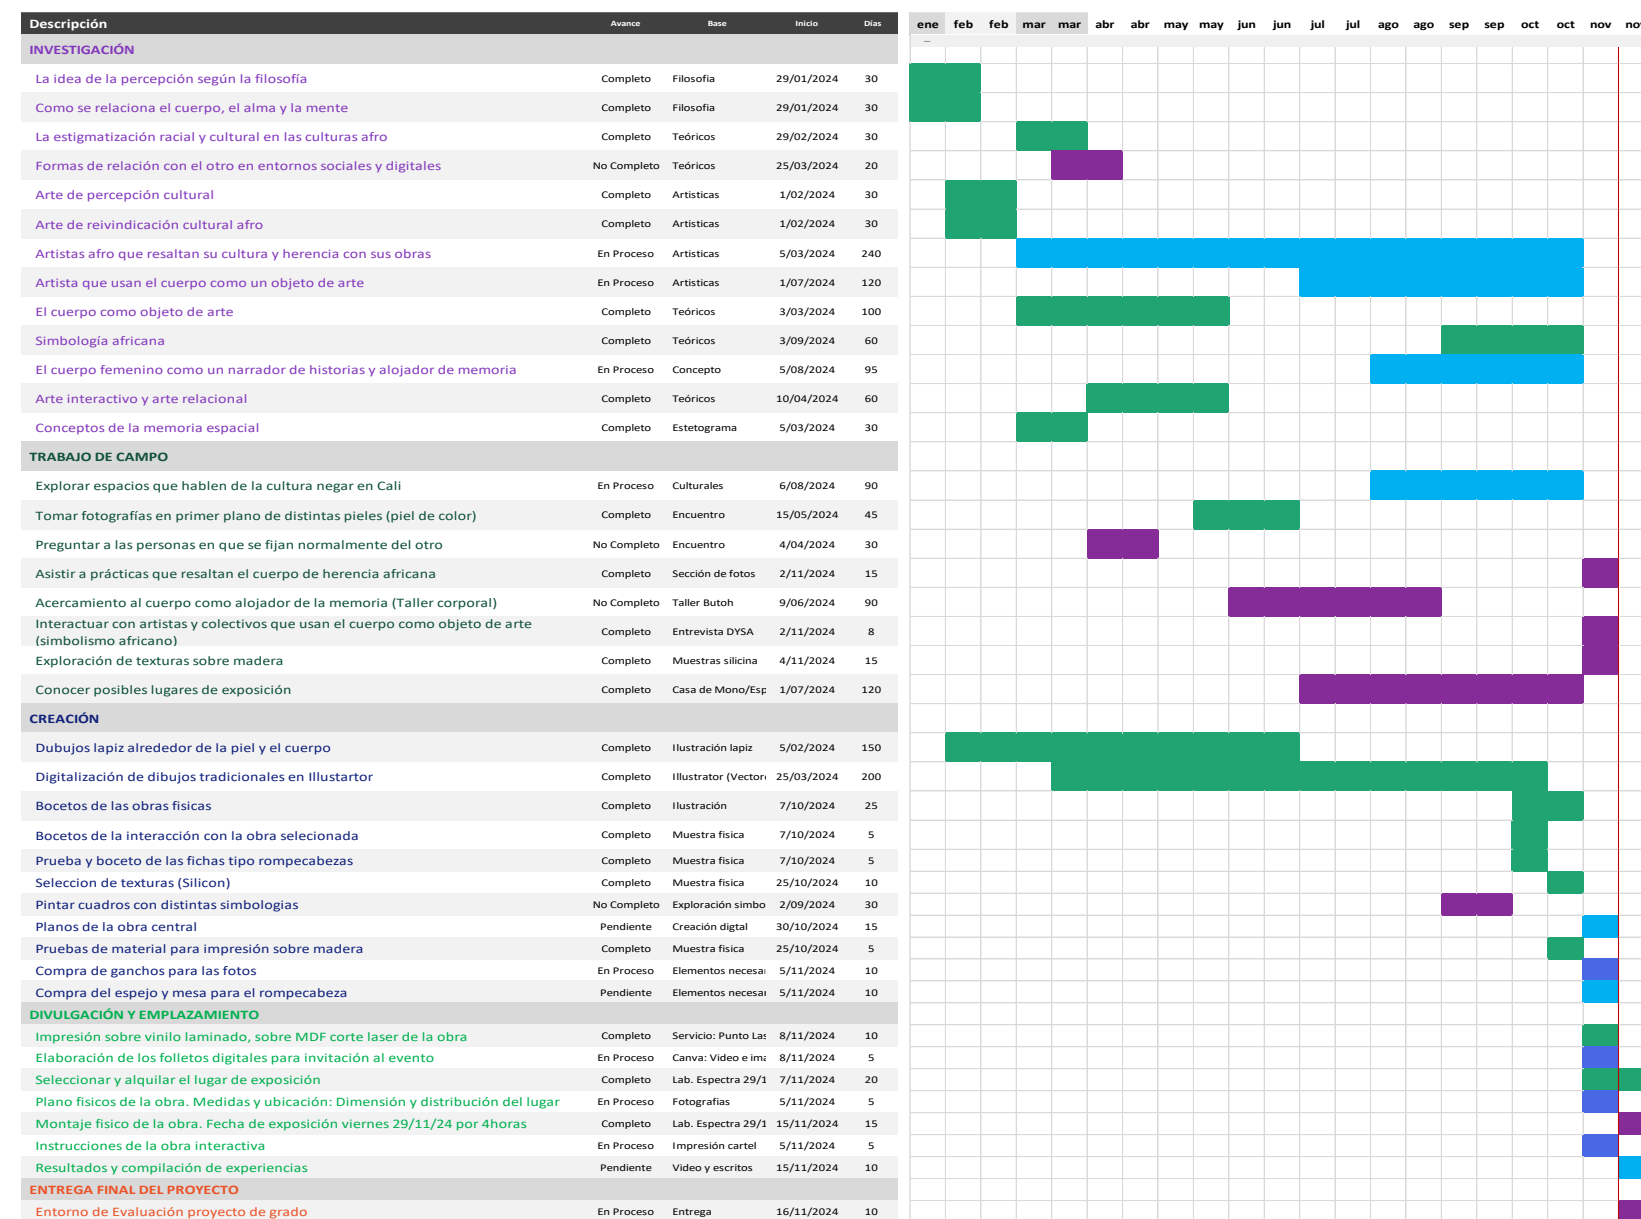 Descripción Avance Base Inicio Días ene feb feb mar mar abr abr may may jun jun jul jul ago ago sep sep oct oct nov
INVESTIGACIÓN
La idea de la percepción según la filosofía Completo Filosofia 29/01/2024 30
Como se relaciona el cuerpo, el alma y la mente Completo Filosofia 29/01/2024 30
La estigmatización racial y cultural en las culturas afro Completo Teóricos 29/02/2024 30
Formas de relación con el otro en entornos sociales y digitales No Completo Teóricos 25/03/2024 20
Arte de percepción cultural Completo Artisticas 1/02/2024 30
Arte de reivindicación cultural afro Completo Artisticas 1/02/2024 30
Artistas afro que resaltan su cultura y herencia con sus obras En Proceso Artisticas 5/03/2024 240
Artista que usan el cuerpo como un objeto de arte En Proceso Artisticas 1/07/2024 120
El cuerpo como objeto de arte Completo Teóricos 3/03/2024 100
Simbología africana Completo Teóricos 3/09/2024 60
El cuerpo femenino como un narrador de historias y alojador de memoria En Proceso Concepto 5/08/2024 95
Arte interactivo y arte relacional Completo Teóricos 10/04/2024 60
Conceptos de la memoria espacial Completo Estetograma 5/03/2024 30
TRABAJO DE CAMPO
Explorar espacios que hablen de la cultura negar en Cali En Proceso Culturales 6/08/2024 90
Tomar fotografías en primer plano de distintas pieles (piel de color) Completo Encuentro 15/05/2024 45
Preguntar a las personas en que se fijan normalmente del otro No Completo Encuentro 4/04/2024 30
Asistir a prácticas que resaltan el cuerpo de herencia africana Completo Sección de fotos 2/11/2024 15
Acercamiento al cuerpo como alojador de la memoria (Taller corporal) No Completo Taller Butoh 9/06/2024 90
Interactuar con artistas y colectivos que usan el cuerpo como objeto de arte
(simbolismo africano) Completo Entrevista DYSA 2/11/2024 8
Exploración de texturas sobre madera Completo Muestras silicina 4/11/2024 15
Conocer posibles lugares de exposición Completo Casa de Mono/Esp 1/07/2024 120
CREACIÓN
Dubujos lapiz alrededor de la piel y el cuerpo Completo Ilustración lapiz 5/02/2024 150
Digitalización de dibujos tradicionales en Illustartor Completo Illustrator (Vector 25/03/2024 200
Bocetos de las obras fisicas Completo Ilustración 7/10/2024 25
Bocetos de la interacción con la obra selecionada Completo Muestra fisica 7/10/2024 5
Prueba y boceto de las fichas tipo rompecabezas Completo Muestra fisica 7/10/2024 5
Seleccion de texturas (Silicon) Completo Muestra fisica 25/10/2024 10
Pintar cuadros con distintas simbologias No Completo Exploración simbo 2/09/2024 30
Planos de la obra central Pendiente Creación digtal 30/10/2024 15
Pruebas de material para impresión sobre madera Completo Muestra fisica 25/10/2024 5
Compra de ganchos para las fotos En Proceso Elementos necesa 5/11/2024 10
Compra del espejo y mesa para el rompecabeza Pendiente Elementos necesa 5/11/2024 10
DIVULGACIÓN Y EMPLAZAMIENTO
Impresión sobre vinilo laminado, sobre MDF corte laser de la obra Completo Servicio: Punto Las 8/11/2024 10
Elaboración de los folletos digitales para invitación al evento En Proceso Canva: Video e ima 8/11/2024 5
Seleccionar y alquilar el lugar de exposición Completo Lab. Espectra 29/1 7/11/2024 20
Plano fisicos de la obra. Medidas y ubicación: Dimensión y distribución del lugar En Proceso Fotografias 5/11/2024 5
Montaje fisico de la obra. Fecha de exposición viernes 29/11/24 por 4horas Completo Lab. Espectra 29/1 15/11/2024 15
Instrucciones de la obra interactiva En Proceso Impresión cartel 5/11/2024 5
Resultados y compilación de experiencias Pendiente Video y escritos 15/11/2024 10
ENTREGA FINAL DEL PROYECTO
Entorno de Evaluación proyecto de grado En Proceso Entrega 16/11/2024 10